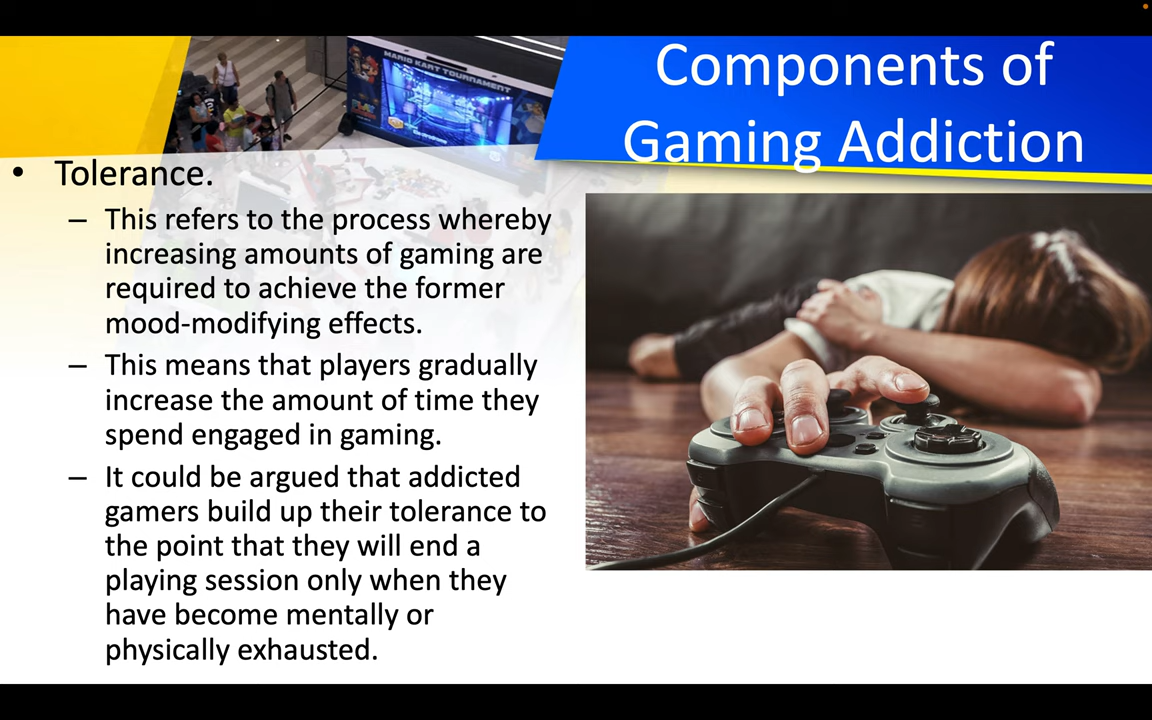 MARIO KART TOURNAMENT
Components of
Gaming Addiction
• Tolerance.
– This refers to the process whereby
increasing amounts of gaming are
required to achieve the former
mood-modifying effects.
– This means that players gradually
increase the amount of time they
spend engaged in gaming.
– It could be argued that addicted
gamers build up their tolerance to
the point that they will end a
playing session only when they
have become mentally or
physically exhausted.